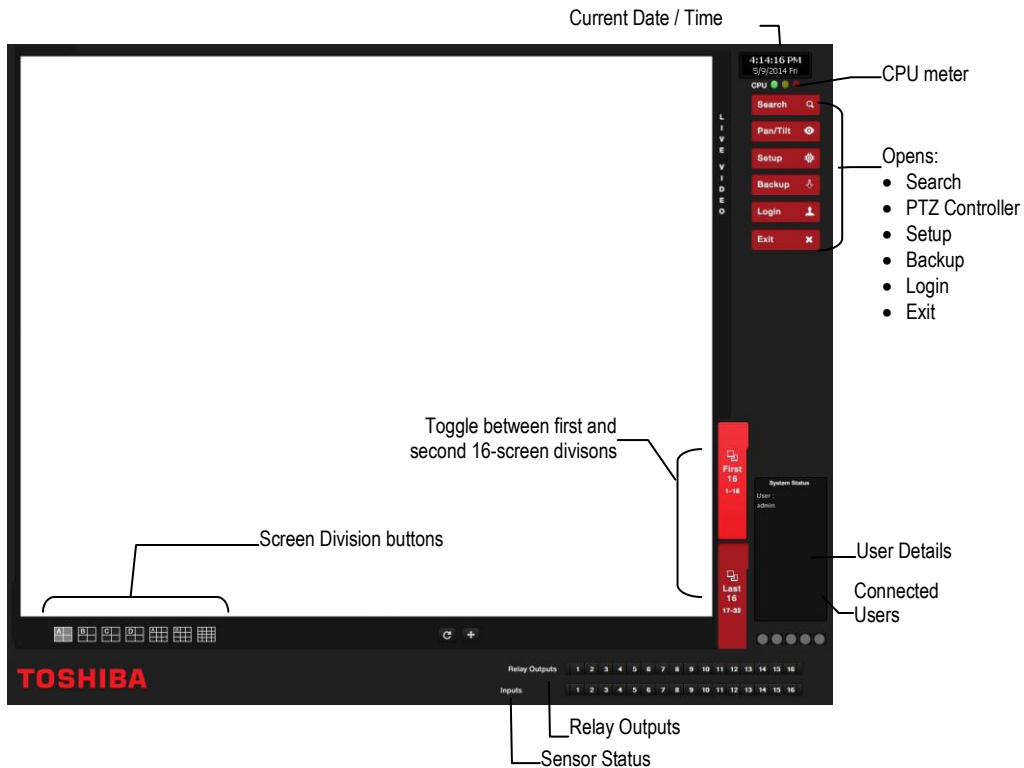 Current Date / Time
4:14:16 PM
5/9/2014 Fri
CPU
CPU meter
Search
Pan/Tilt
Setup
Backup
Login
Exit
LIVE VIDEO
Opens:
● Search
● PTZ Controller
● Setup
● Backup
● Login
● Exit
Toggle between first and
second 16-screen divisons
First
16
1-16
System Status
User :
admin
Screen Division buttons
User Details
Last
16
17-32
Connected
Users
A B C D A B
TOSHIBA
Relay Outputs 1 2 3 4 5 6 7 8 9 10 11 12 13 14 15 16
Inputs 1 2 3 4 5 6 7 8 9 10 11 12 13 14 15 16
Relay Outputs
Sensor Status